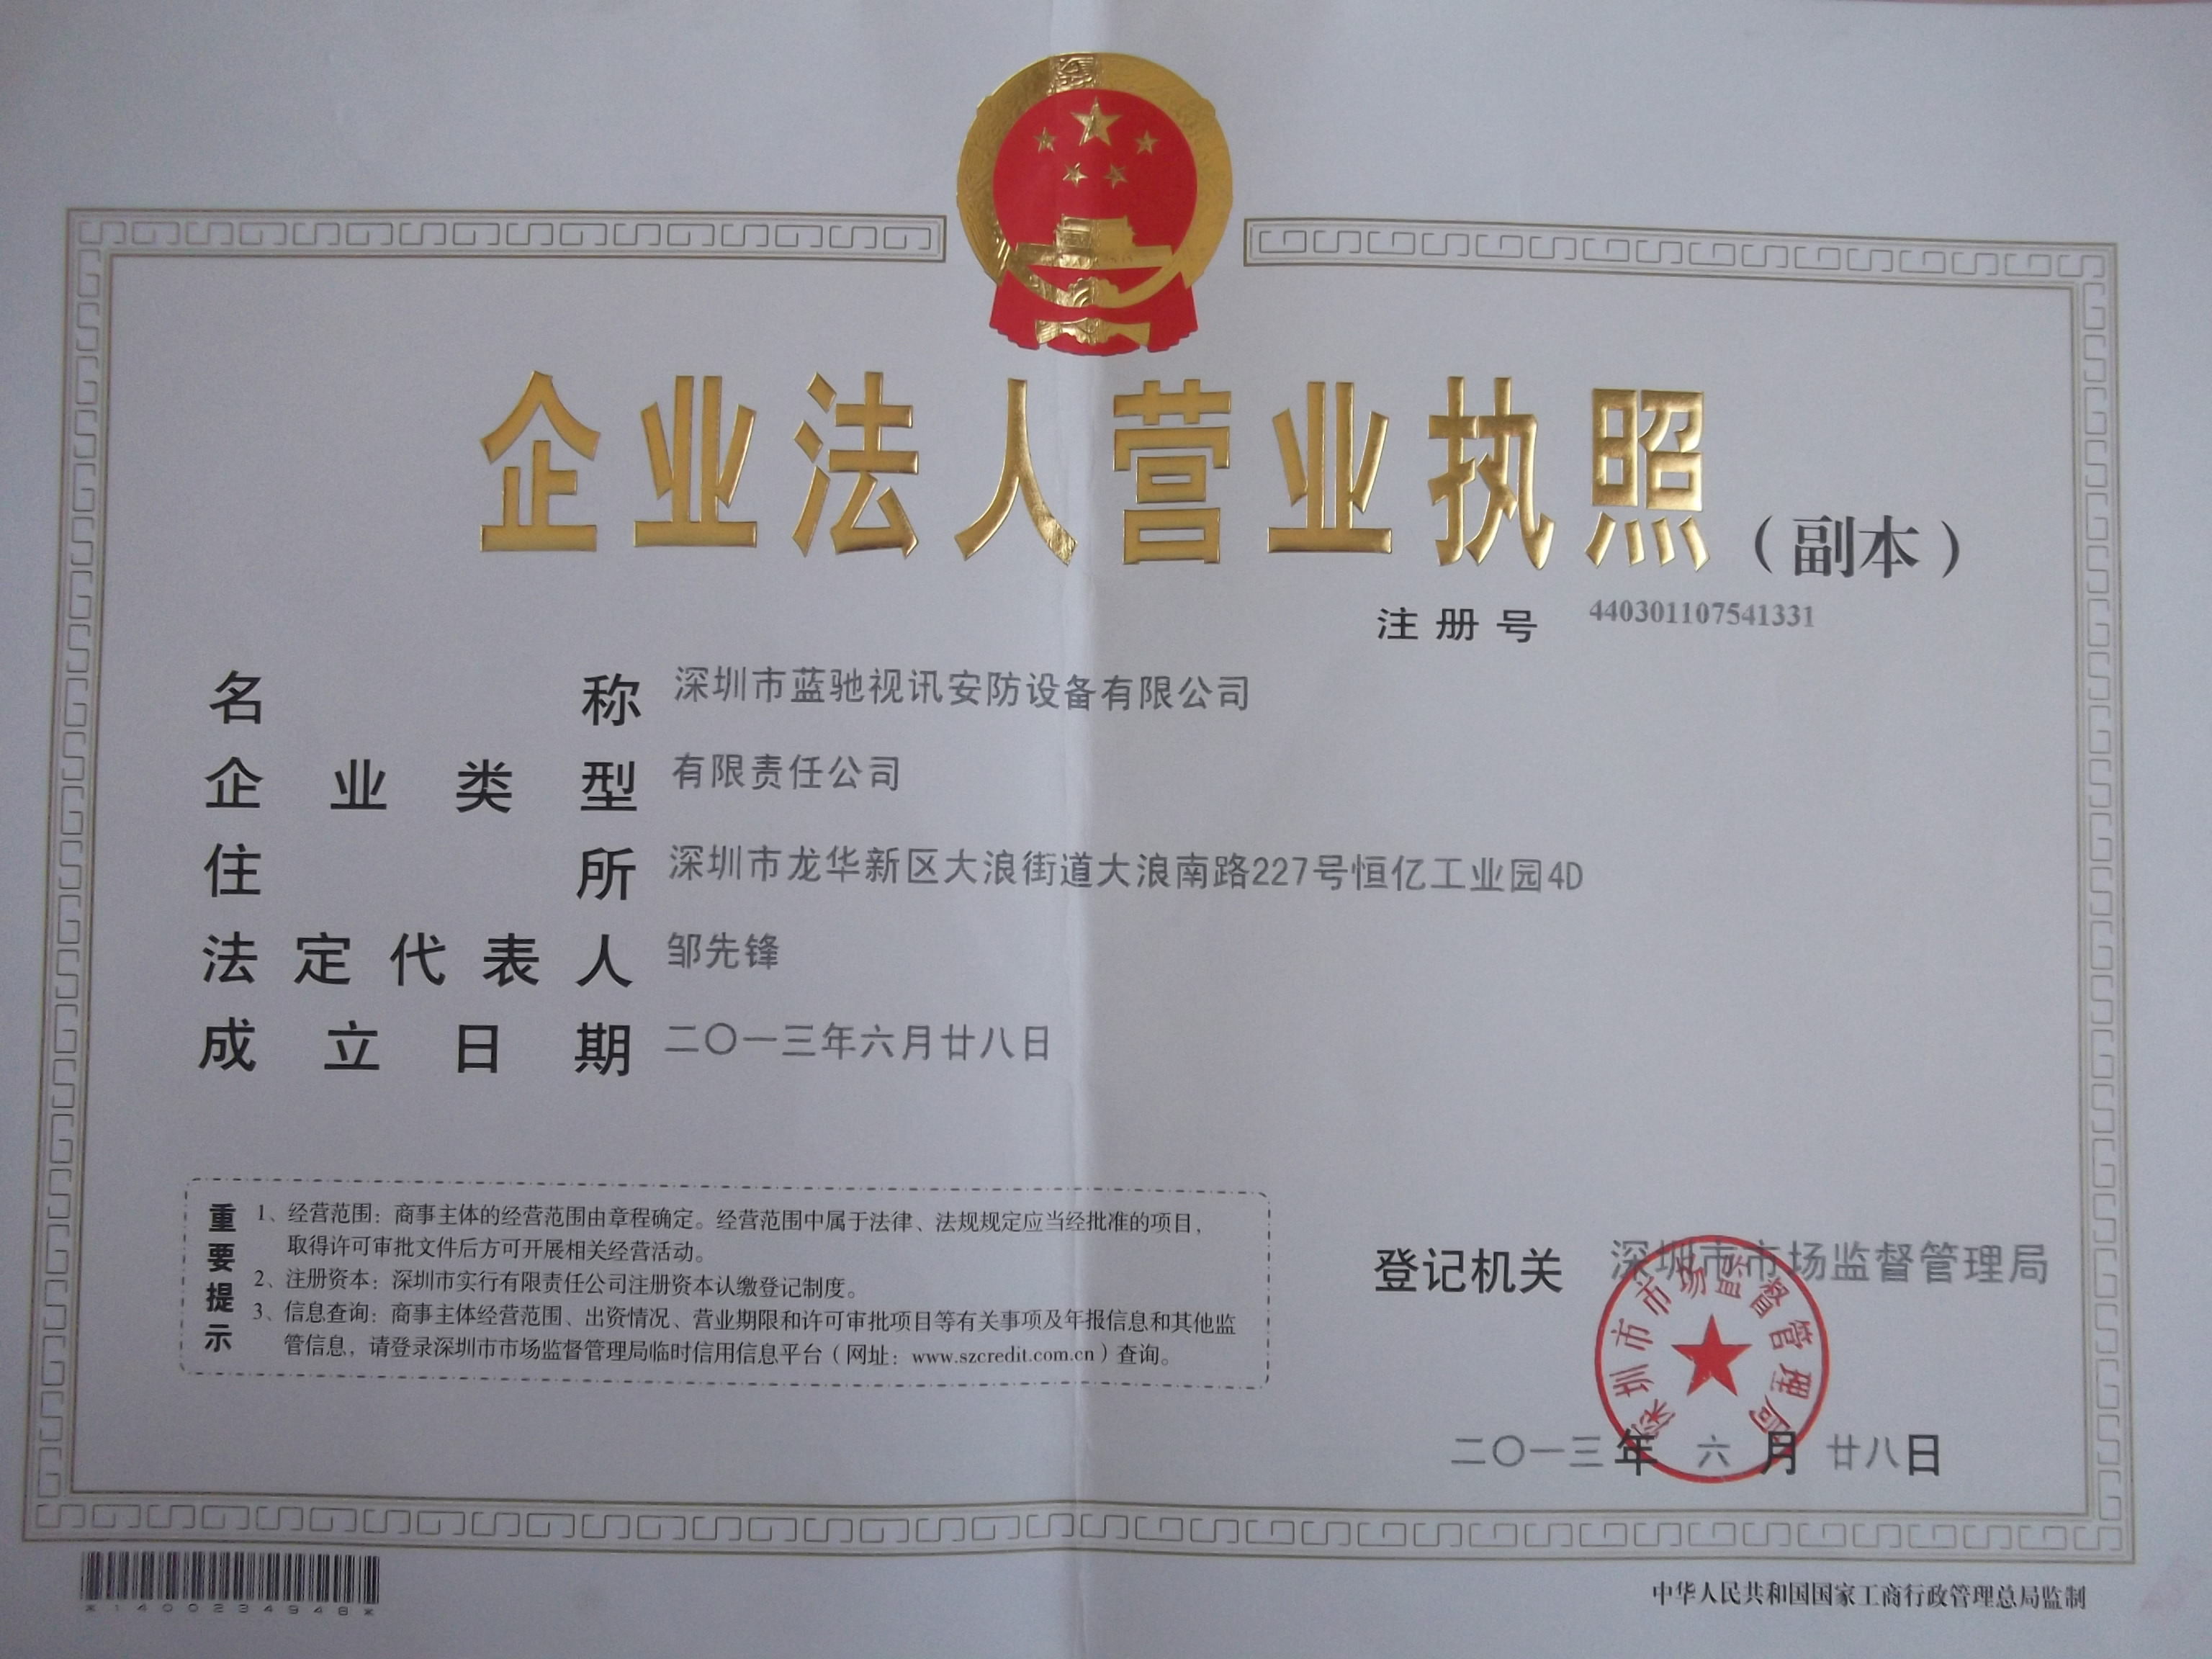 企业法人营业执照（副本）
注册号 440301107541331
名称 深圳市蓝驰视讯安防设备有限公司
企业类型 有限责任公司
住所 深圳市龙华新区大浪街道大浪南路227号恒亿工业园4D
法定代表人 邹先锋
成立日期 二〇一三年六月廿八日
重要提示
1、经营范围：商事主体的经营范围由章程确定。经营范围中属于法律、法规规定应当经批准的项目，
取得许可审批文件后方可开展相关经营活动。
2、注册资本：深圳市实行有限责任公司注册资本认缴登记制度。
3、信息查询：商事主体经营范围、出资情况、营业期限和许可审批项目等有关事项及年报信息和其他监
管信息，请登录深圳市市场监督管理局临时信用信息平台（网址：www.szcredit.com.cn）查询。
登记机关 深圳市市场监督管理局
深圳市市场监督管理局
二〇一三年 六 月 廿八日
*1400234948*
中华人民共和国国家工商行政管理总局监制